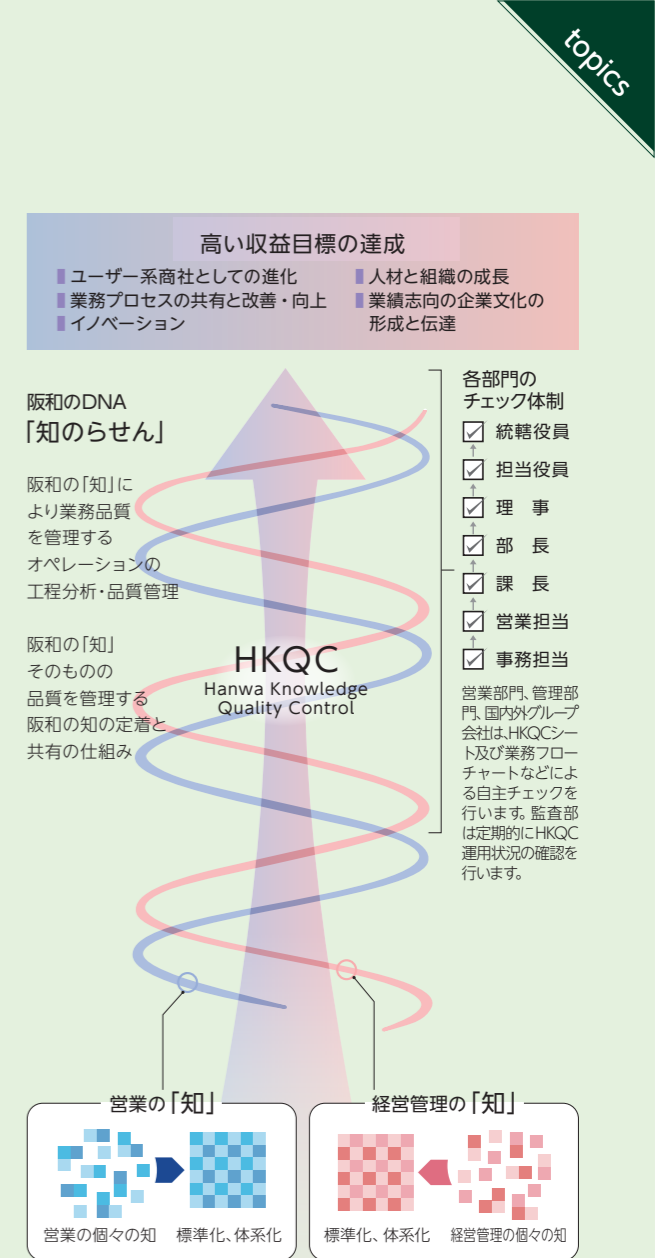 topics
高い収益目標の達成
ユーザー系商社としての進化
業務プロセスの共有と改善・向上
イノベーション
人材と組織の成長
業績志向の企業文化の
形成と伝達
阪和のDNA
「知のらせん」
阪和の「知」に
より業務品質
を管理する
オペレーションの
工程分析・品質管理
阪和の「知」
そのものの
品質を管理する
阪和の知の定着と
共有の仕組み
HKQC
Hanwa Knowledge
Quality Control
各部門の
チェック体制
統轄役員
担当役員
理　事
部　長
課　長
営業担当
事務担当
営業部門、管理部
門、国内外グループ
会社は、HKQCシー
ト及び業務フロー
チャートなどによ
る自主チェックを
行います。監査部
は定期的にHKQC
運用状況の確認を
行います。
営業の「知」
営業の個々の知
標準化、体系化
経営管理の「知」
標準化、体系化
経営管理の個々の知